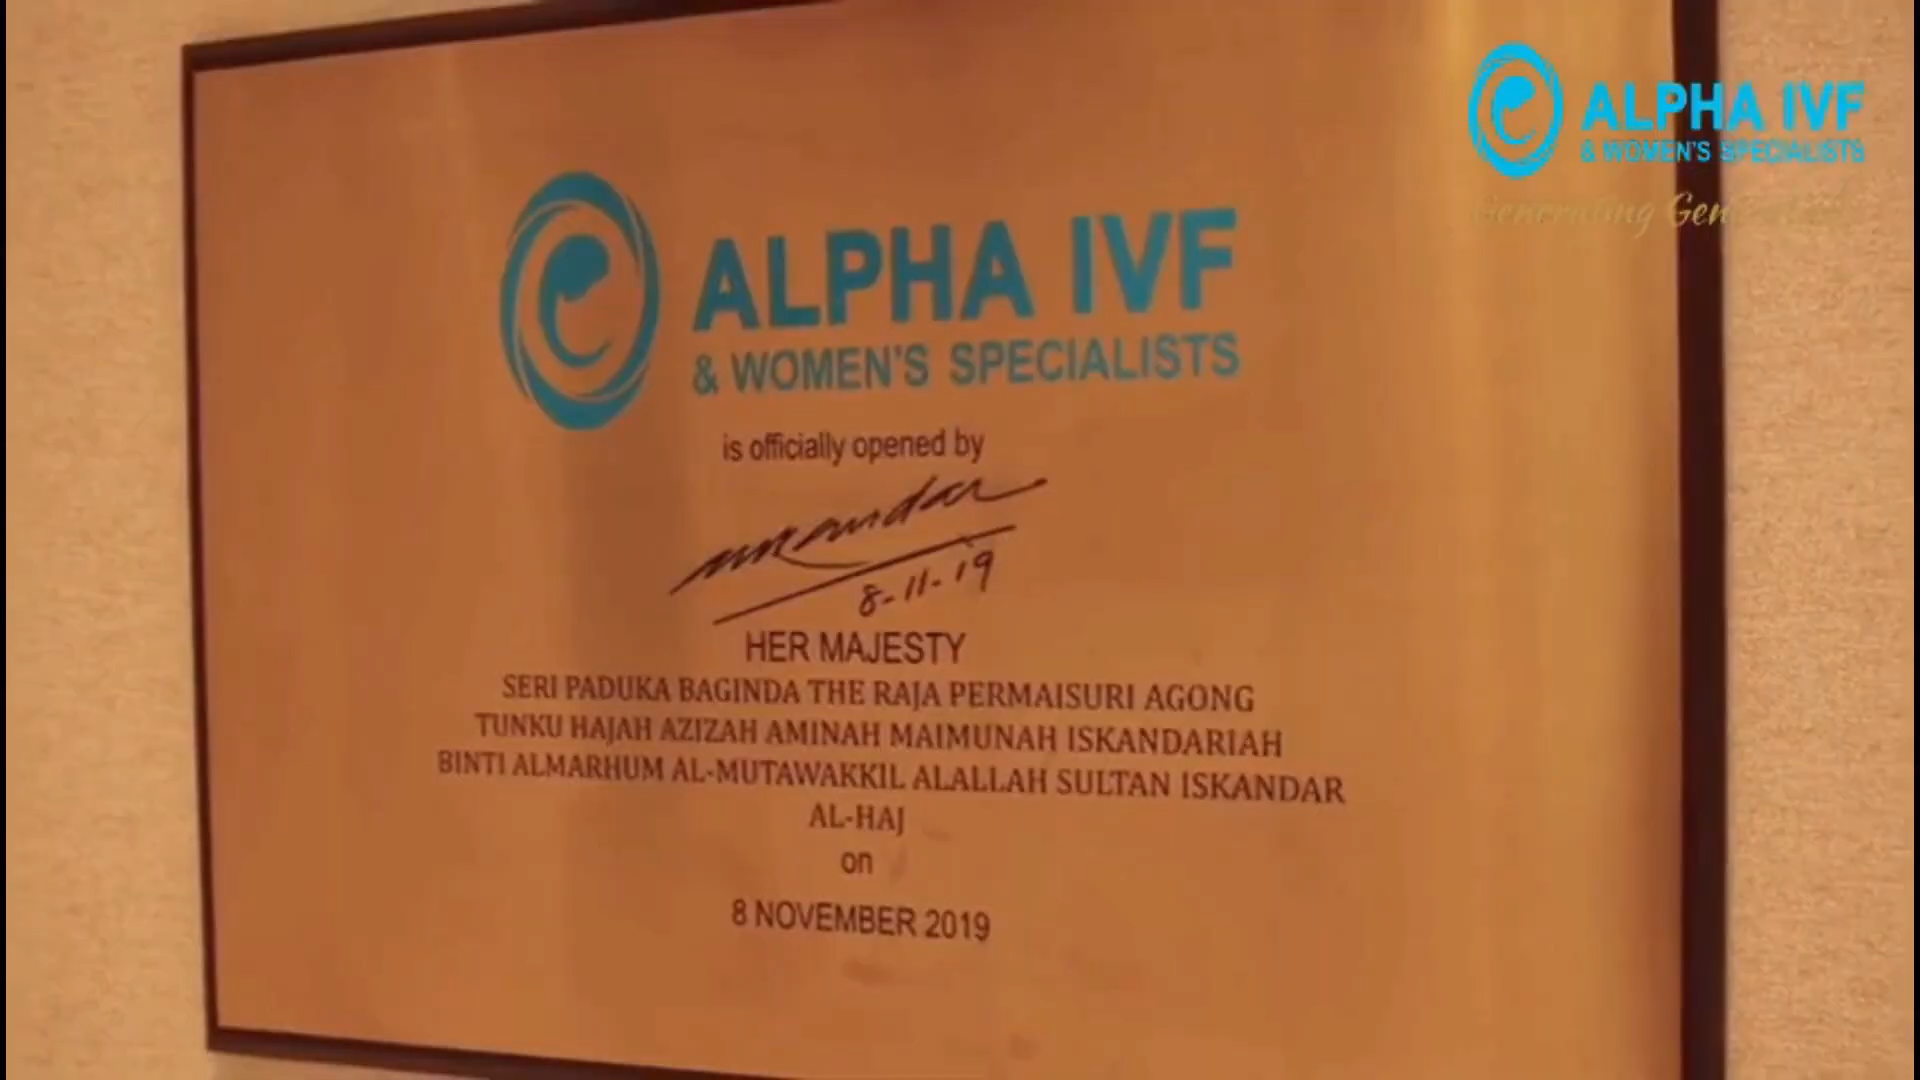 ALPHA IVF
& WOMEN'S SPECIALISTS
is officially opened by
8-11-19
HER MAJESTY
SERI PADUKA BAGINDA THE RAJA PERMAISURI AGONG
TUNKU HAJAH AZIZAH AMINAH MAIMUNAH ISKANDARIAH
BINTI ALMARHUM AL-MUTAWAKKIL ALALLAH SULTAN ISKANDAR
AL-HAJ
on
8 NOVEMBER 2019
ALPHA IVF
& WOMEN'S SPECIALISTS
Generating